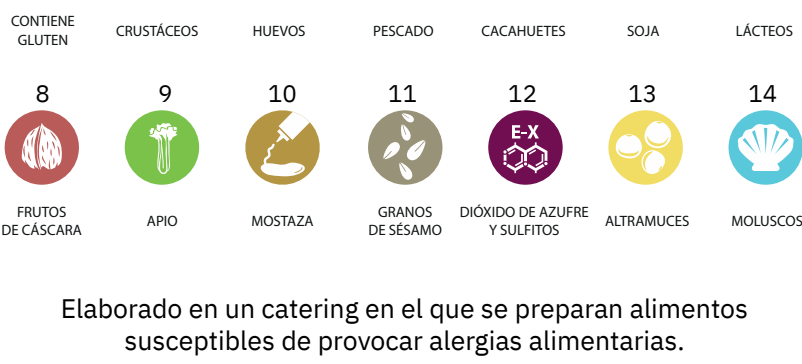 CONTIENE
GLUTEN
CRUSTÁCEOS
HUEVOS
PESCADO
CACAHUETES
SOJA
LÁCTEOS
8
9
10
11
12
13
14
E-X
FRUTOS
DE CÁSCARA
APIO
MOSTAZA
GRANOS
DE SÉSAMO
DIÓXIDO DE AZUFRE
Y SULFITOS
ALTRAMUCES
MOLUSCOS
Elaborado en un catering en el que se preparan alimentos
susceptibles de provocar alergias alimentarias.